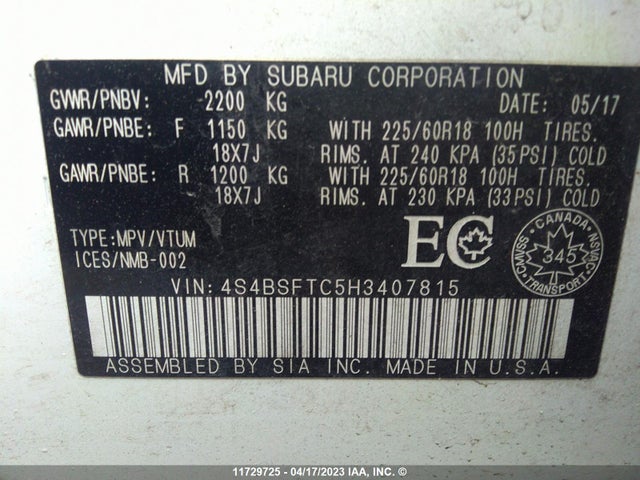 MFD BY SUBARU CORPORATION
GVWR/PNBV: 2200 KG DATE: 05/17
GAWR/PNBE: F 1150 KG WITH 225/60R18 100H TIRES.
18X7J RIMS. AT 240 KPA (35PSI) COLD
GAWR/PNBE: R 1200 KG WITH 225/60R18 100H TIRES.
18X7J RIMS. AT 230 KPA (33PSI) COLD
TYPE:MPV/VTUM
ICES/NMB-002
EC
CANADA
CMVSS NSVAC
345
TRANSPORT
VIN: 4S4BSFTC5H3407815
ASSEMBLED BY SIA INC. MADE IN U.S.A.
11729725 - 04/17/2023 IAA, INC. ©